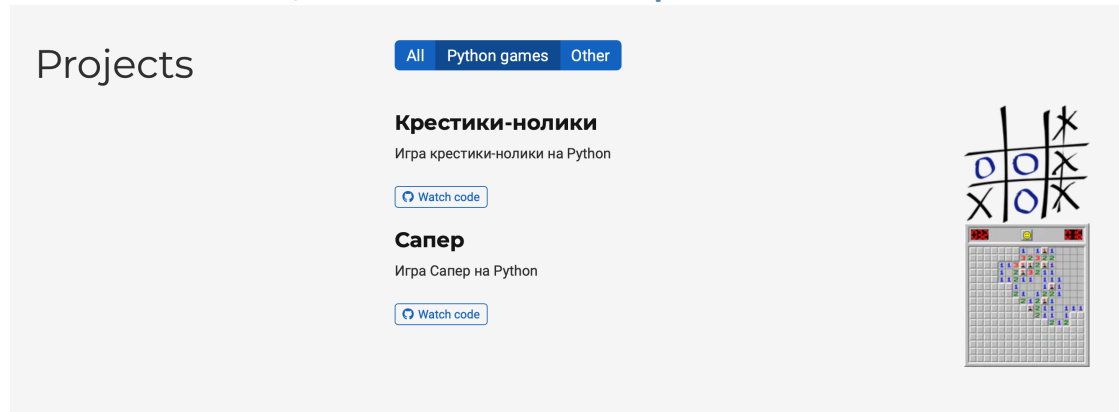 Projects
All
Python games
Other
Крестики-нолики
Игра крестики-нолики на Python
Watch code
Сапер
Игра Сапер на Python
Watch code